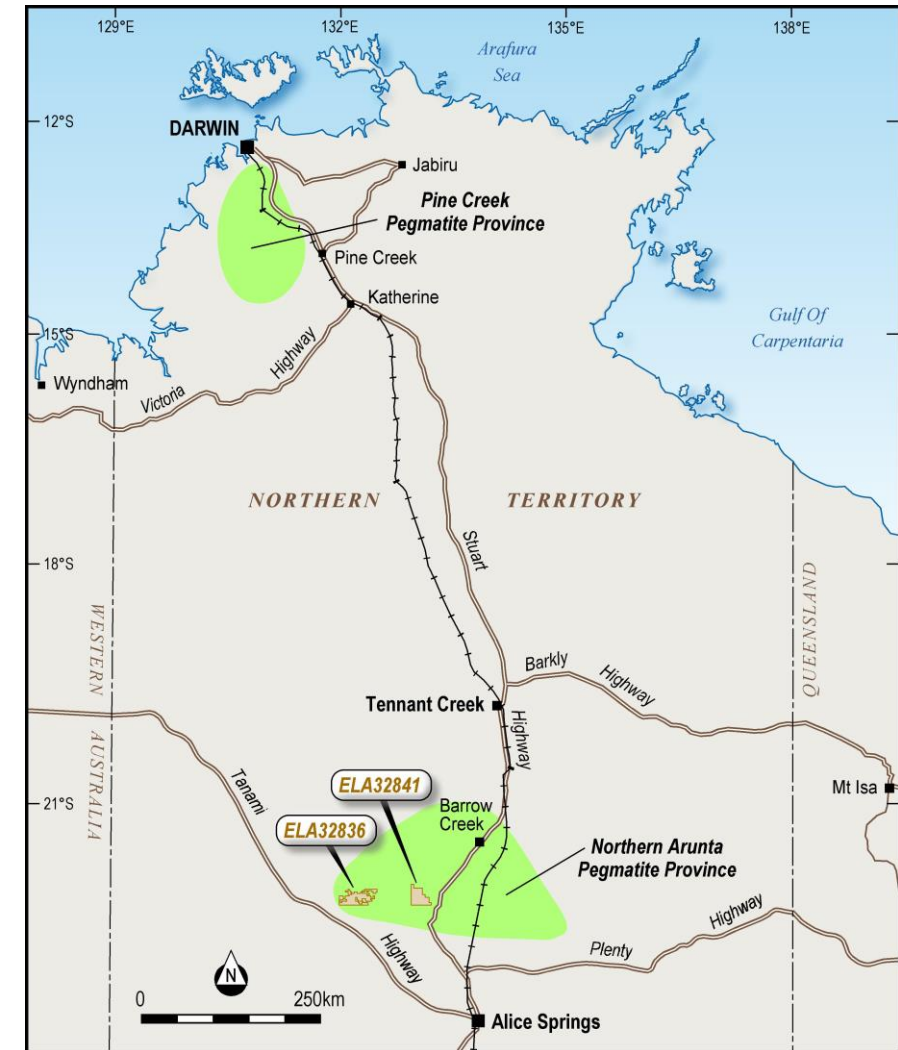 132°E
135°E
138°E
Arafura
Sea
12°S
DARWIN
Jabiru
Pine Creek
Pegmatite Province
Pine Creek
Katherine
Gulf Of
Carpentaria
15°S
Wyndham
Victoria
Highway
129°E
NORTHERN
TERRITORY
Stuart
18°S
WESTERN
AUSTRALIA
QUEENSLAND
Barkly
Highway
Tennant Creek
Highway
Tanami
Mt Isa
21°S
ELA32841
ELA32836
Barrow
Creek
Northern Arunta
Pegmatite Province
Highway
Plenty
Highway
N
0
250km
Alice Springs